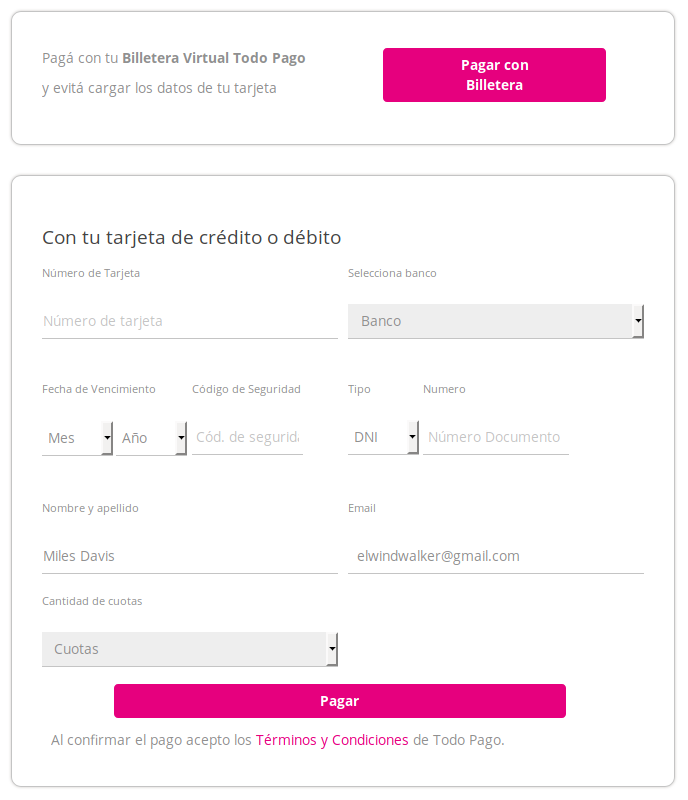 Pagá con tu Billetera Virtual Todo Pago
y evitá cargar los datos de tu tarjeta
Pagar con
Billetera
Con tu tarjeta de crédito o débito
Número de Tarjeta
Selecciona banco
Número de tarjeta
Banco
Fecha de Vencimiento
Código de Seguridad
Tipo
Numero
Mes
Año
Cód. de segurida
DNI
Número Documento
Nombre y apellido
Email
Miles Davis
elwindwalker@gmail.com
Cantidad de cuotas
Cuotas
Pagar
Al confirmar el pago acepto los Términos y Condiciones de Todo Pago.